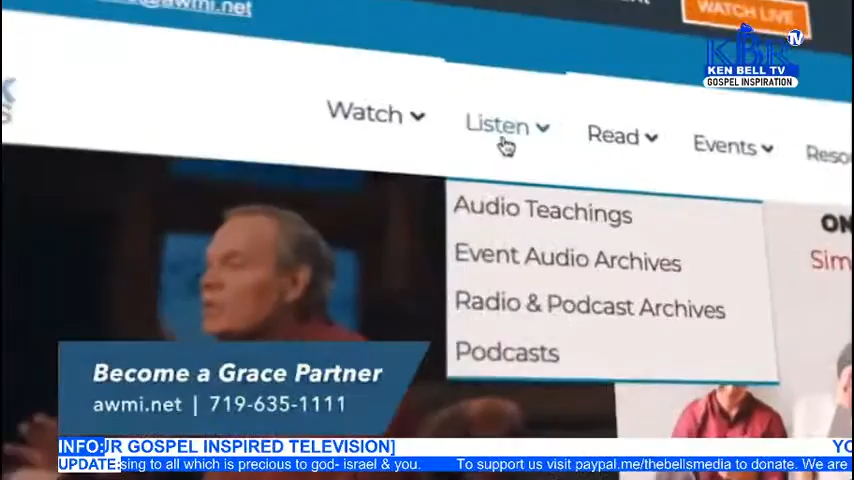 awmi.net
WATCH LIVE
TV
KEN BELL TV
GOSPEL INSPIRATION
Watch
Listen
Read
Events
Audio Teachings
Event Audio Archives
Radio & Podcast Archives
Podcasts
Become a Grace Partner
awmi.net | 719-635-1111
INFO: UR GOSPEL INSPIRED TELEVISION]
UPDATE: sing to all which is precious to god- israel & you. To support us visit paypal.me/thebellsmedia to donate. We are